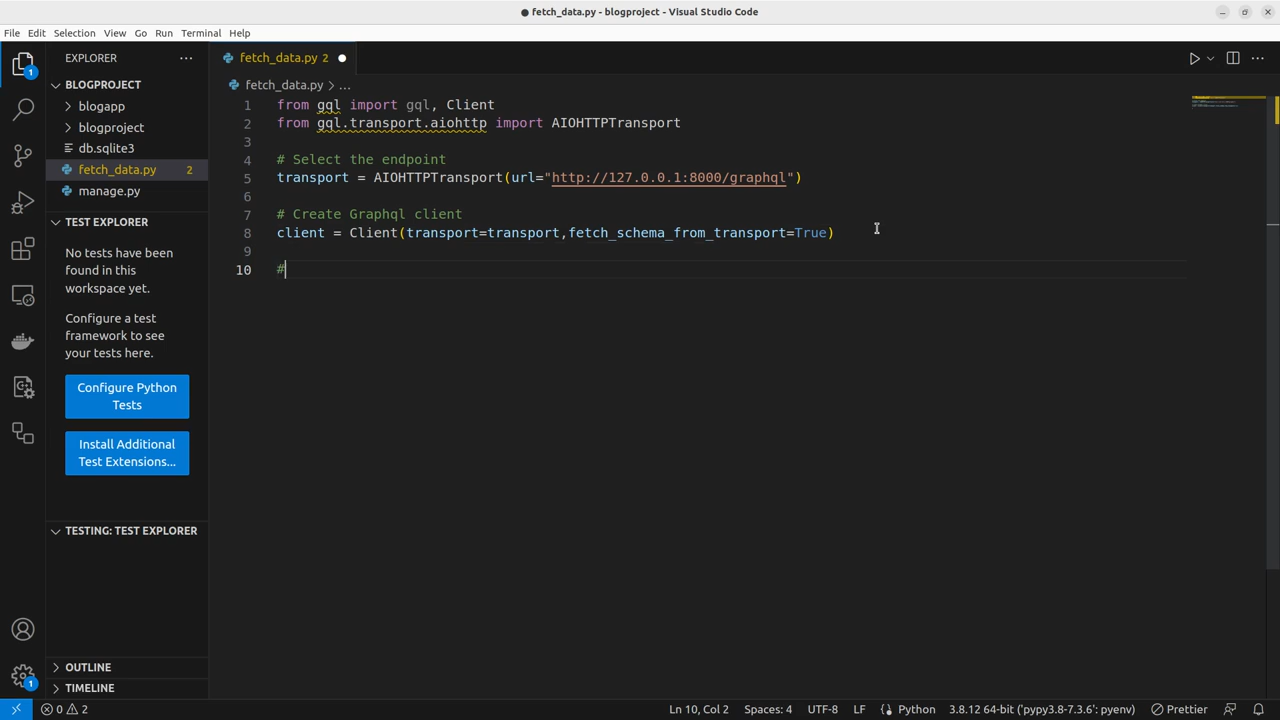 fetch_data.py - blogproject - Visual Studio Code
File Edit Selection View Go Run Terminal Help
EXPLORER
fetch_data.py 2
BLOGPROJECT
fetch_data.py > ...
blogapp
blogproject
db.sqlite3
fetch_data.py 2
manage.py
1 from gql import gql, Client
2 from gql.transport.aiohttp import AIOHTTPTransport
3
4 # Select the endpoint
5 transport = AIOHTTPTransport(url="http://127.0.0.1:8000/graphql")
6
7 # Create Graphql client
8 client = Client(transport=transport,fetch_schema_from_transport=True)
9
10 #
TEST EXPLORER
No tests have been
found in this
workspace yet.
Configure a test
framework to see
your tests here.
Configure Python
Tests
Install Additional
Test Extensions...
TESTING: TEST EXPLORER
OUTLINE
TIMELINE
1
1
0 2 Ln 10, Col 2 Spaces: 4 UTF-8 LF {} Python 3.8.12 64-bit ('pypy3.8-7.3.6': pyenv) Prettier